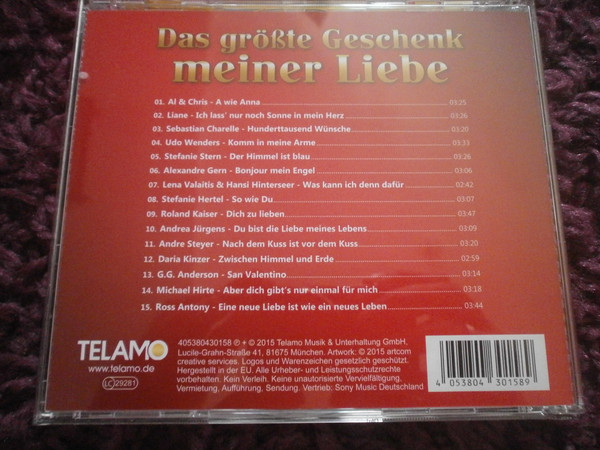 Das größte Geschenk
meiner Liebe
01. Al & Chris - A wie Anna 03:25
02. Liane - Ich lass' nur noch Sonne in mein Herz 03:26
03. Sebastian Charelle - Hunderttausend Wünsche 03:20
04. Udo Wenders - Komm in meine Arme 03:33
05. Stefanie Stern - Der Himmel ist blau 03:26
06. Alexandre Gern - Bonjour mein Engel 03:06
07. Lena Valaitis & Hansi Hinterseer - Was kann ich denn dafür 02:42
08. Stefanie Hertel - So wie Du 03:07
09. Roland Kaiser - Dich zu lieben 03:47
10. Andrea Jürgens - Du bist die Liebe meines Lebens 03:09
11. Andre Steyer - Nach dem Kuss ist vor dem Kuss 03:20
12. Daria Kinzer - Zwischen Himmel und Erde 02:59
13. G.G. Anderson - San Valentino 03:14
14. Michael Hirte - Aber dich gibt's nur einmal für mich 03:18
15. Ross Antony - Eine neue Liebe ist wie ein neues Leben 03:44
TELAMO
www.telamo.de
LC 29281
405380430158 ℗ + © 2015 Telamo Musik & Unterhaltung GmbH,
Lucile-Grahn-Straße 41, 81675 München. Artwork: © 2015 artcom
creative services. Logos und Warenzeichen gesetzlich geschützt.
Hergestellt in der EU. Alle Urheber- und Leistungsschutzrechte
vorbehalten. Kein Verleih. Keine unautorisierte Vervielfältigung,
Vermietung, Aufführung, Sendung. Vertrieb: Sony Music Deutschland
4 053804 301589